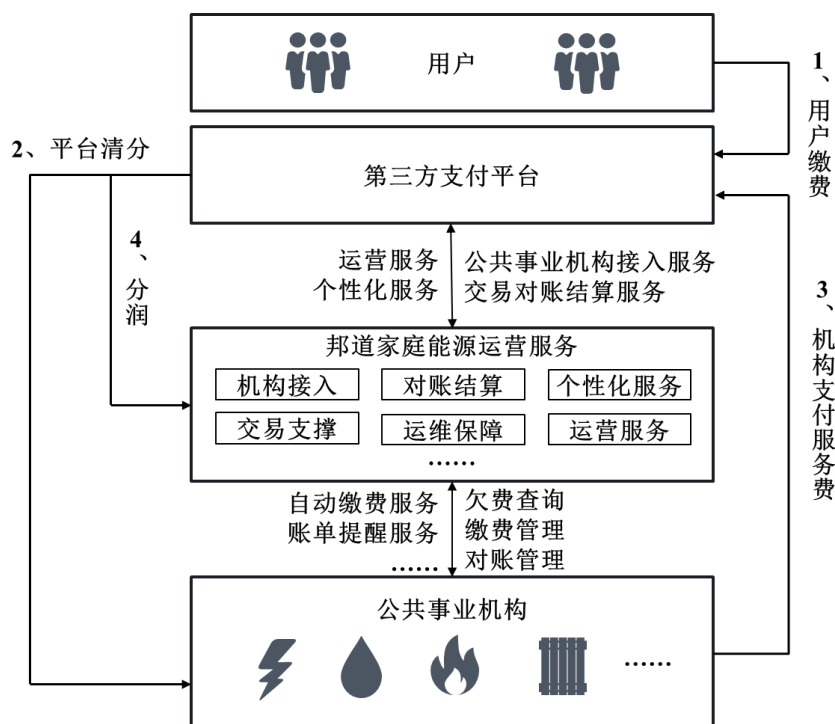 用户
1、用户缴费
2、平台清分
第三方支付平台
4、分润
运营服务
个性化服务
公共事业机构接入服务
交易对账结算服务
3、机构支付服务费
邦道家庭能源运营服务
机构接入
对账结算
个性化服务
交易支撑
运维保障
运营服务
......
自动缴费服务
账单提醒服务
......
欠费查询
缴费管理
对账管理
公共事业机构
......